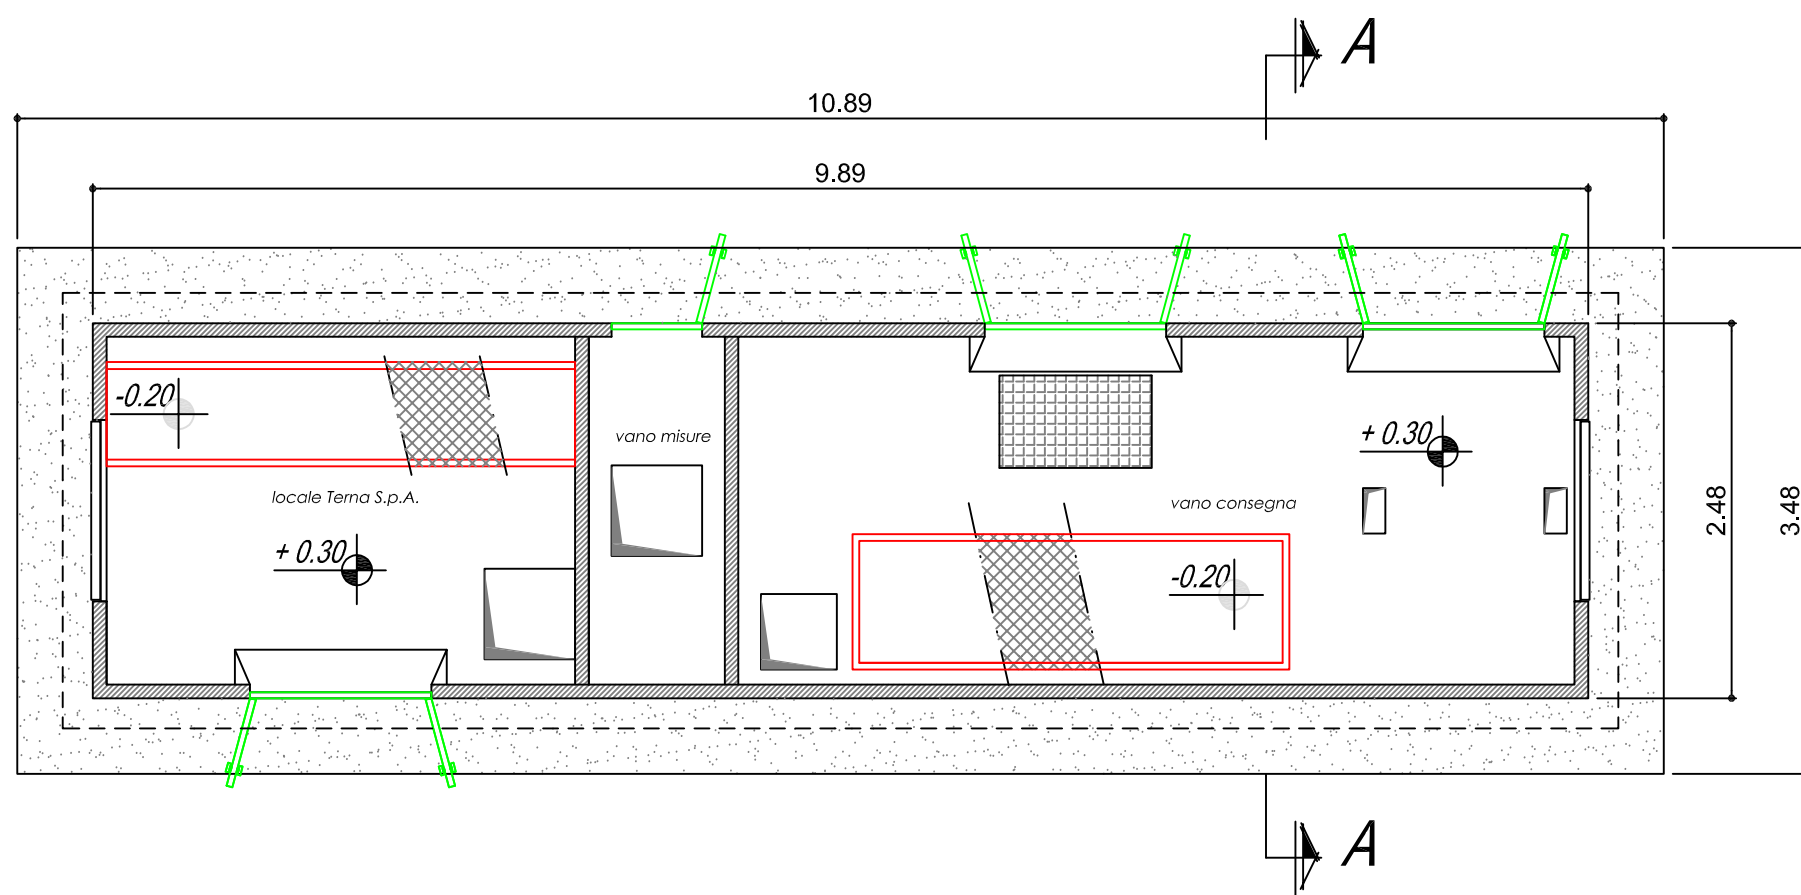 A
10.89
9.89
-0.20
vano misure
+ 0.30
locale Terna S.p.A.
vano consegna
2.48
3.48
+ 0.30
-0.20
A